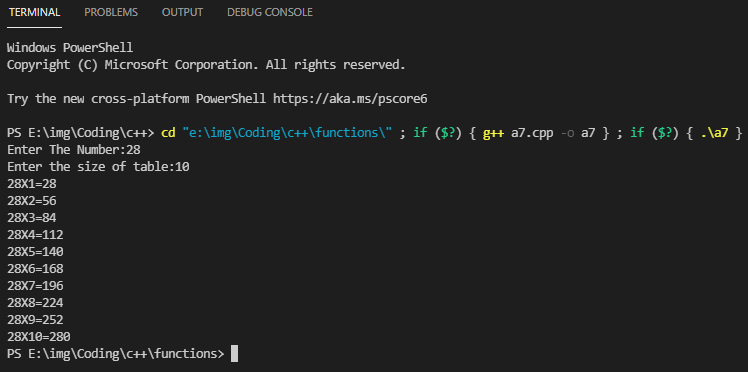 TERMINAL PROBLEMS OUTPUT DEBUG CONSOLE
Windows PowerShell
Copyright (C) Microsoft Corporation. All rights reserved.
Try the new cross-platform PowerShell https://aka.ms/pscore6
PS E:\img\Coding\c++> cd "e:\img\Coding\c++\functions\" ; if ($?) { g++ a7.cpp -o a7 } ; if ($?) { .\a7 }
Enter The Number:28
Enter the size of table:10
28X1=28
28X2=56
28X3=84
28X4=112
28X5=140
28X6=168
28X7=196
28X8=224
28X9=252
28X10=280
PS E:\img\Coding\c++\functions>